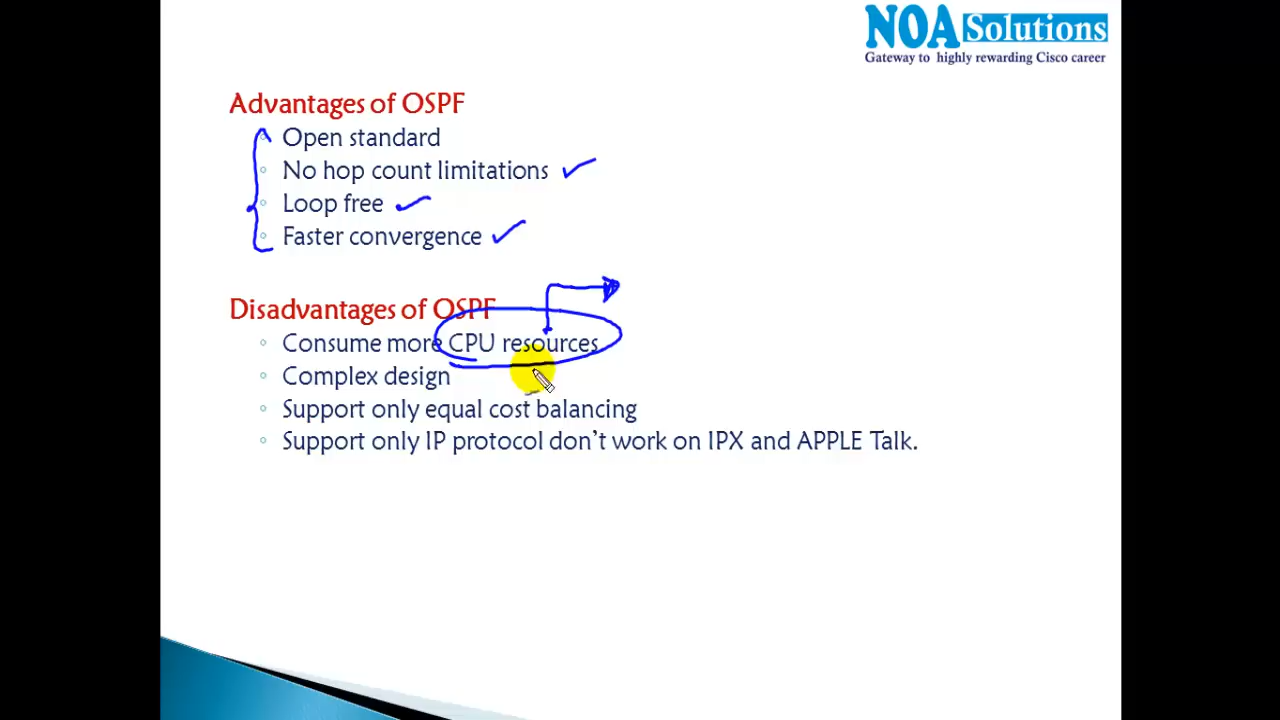 NOA Solutions
Gateway to highly rewarding Cisco career
Advantages of OSPF
Open standard
No hop count limitations
Loop free
Faster convergence
Disadvantages of OSPF
Consume more CPU resources
Complex design
Support only equal cost balancing
Support only IP protocol don't work on IPX and APPLE Talk.